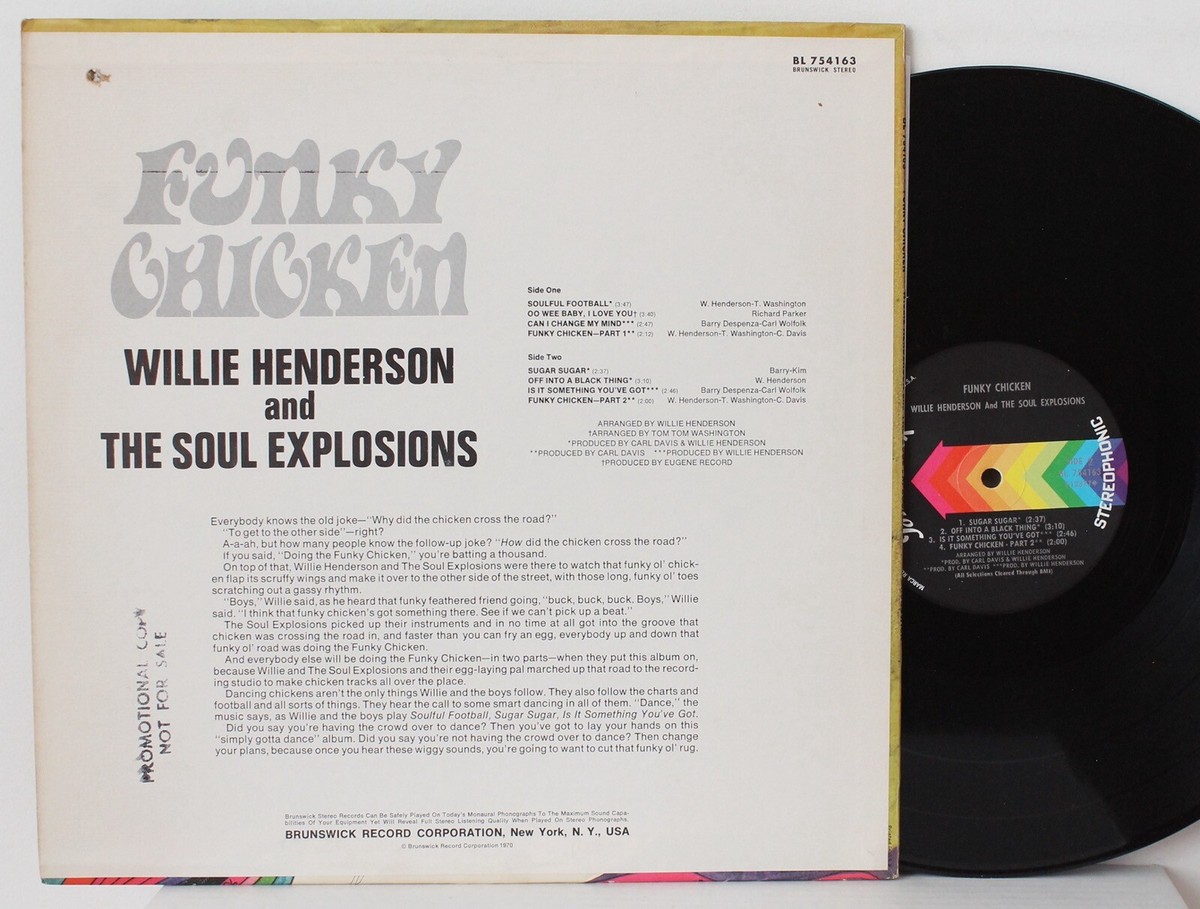 BL 754163
BRUNSWICK STEREO
FUNKY
CHICKEN
WILLIE HENDERSON
and
THE SOUL EXPLOSIONS
Side One
SOULFUL FOOTBALL* (3:47) W. Henderson-T. Washington
OO WEE BABY, I LOVE YOU† (3:40) Richard Parker
CAN I CHANGE MY MIND*** (2:47) Barry Despenza-Carl Wolfolk
FUNKY CHICKEN—PART 1** (2:12) W. Henderson-T. Washington-C. Davis
Side Two
SUGAR SUGAR* (2:37) Barry-Kim
OFF INTO A BLACK THING* (3:10) W. Henderson
IS IT SOMETHING YOU'VE GOT*** (2:46) Barry Despenza-Carl Wolfolk
FUNKY CHICKEN—PART 2** (2:00) W. Henderson-T. Washington-C. Davis
ARRANGED BY WILLIE HENDERSON
†ARRANGED BY TOM TOM WASHINGTON
*PRODUCED BY CARL DAVIS & WILLIE HENDERSON
**PRODUCED BY CARL DAVIS ***PRODUCED BY WILLIE HENDERSON
†PRODUCED BY EUGENE RECORD
Everybody knows the old joke—"Why did the chicken cross the road?"
"To get to the other side"—right?
A-a-ah, but how many people know the follow-up joke? "How did the chicken cross the road?"
If you said, "Doing the Funky Chicken," you're batting a thousand.
On top of that, Willie Henderson and The Soul Explosions were there to watch that funky ol' chick-
en flap its scruffy wings and make it over to the other side of the street, with those long, funky ol' toes
scratching out a gassy rhythm.
"Boys," Willie said, as he heard that funky feathered friend going, "buck, buck, buck. Boys," Willie
said. "I think that funky chicken's got something there. See if we can't pick up a beat."
The Soul Explosions picked up their instruments and in no time at all got into the groove that
chicken was crossing the road in, and faster than you can fry an egg, everybody up and down that
funky ol' road was doing the Funky Chicken.
And everybody else will be doing the Funky Chicken—in two parts—when they put this album on,
because Willie and The Soul Explosions and their egg-laying pal marched up that road to the record-
ing studio to make chicken tracks all over the place.
Dancing chickens aren't the only things Willie and the boys follow. They also follow the charts and
football and all sorts of things. They hear the call to some smart dancing in all of them. "Dance," the
music says, as Willie and the boys play Soulful Football, Sugar Sugar, Is It Something You've Got.
Did you say you're having the crowd over to dance? Then you've got to lay your hands on this
"simply gotta dance" album. Did you say you're not having the crowd over to dance? Then change
your plans, because once you hear these wiggy sounds, you're going to want to cut that funky ol' rug.
PROMOTIONAL COPY
NOT FOR SALE
Brunswick Stereo Records Can Be Safely Played On Today's Monaural Phonographs To The Maximum Sound Capa-
bilities Of Your Equipment Yet Will Reveal Full Stereo Listening Quality When Played On Stereo Phonographs.
BRUNSWICK RECORD CORPORATION, New York, N. Y., USA
© Brunswick Record Corporation 1970
FUNKY CHICKEN
WILLIE HENDERSON And THE SOUL EXPLOSIONS
STEREOPHONIC
SIDE 2
BL 754163
1. SUGAR SUGAR* (2:37)
2. OFF INTO A BLACK THING* (3:10)
3. IS IT SOMETHING YOU'VE GOT*** (2:46)
4. FUNKY CHICKEN - PART 2** (2:00)
ARRANGED BY WILLIE HENDERSON
*PROD. BY CARL DAVIS & WILLIE HENDERSON
**PROD. BY CARL DAVIS ***PROD. BY WILLIE HENDERSON
(All Selections Cleared Through BMI)